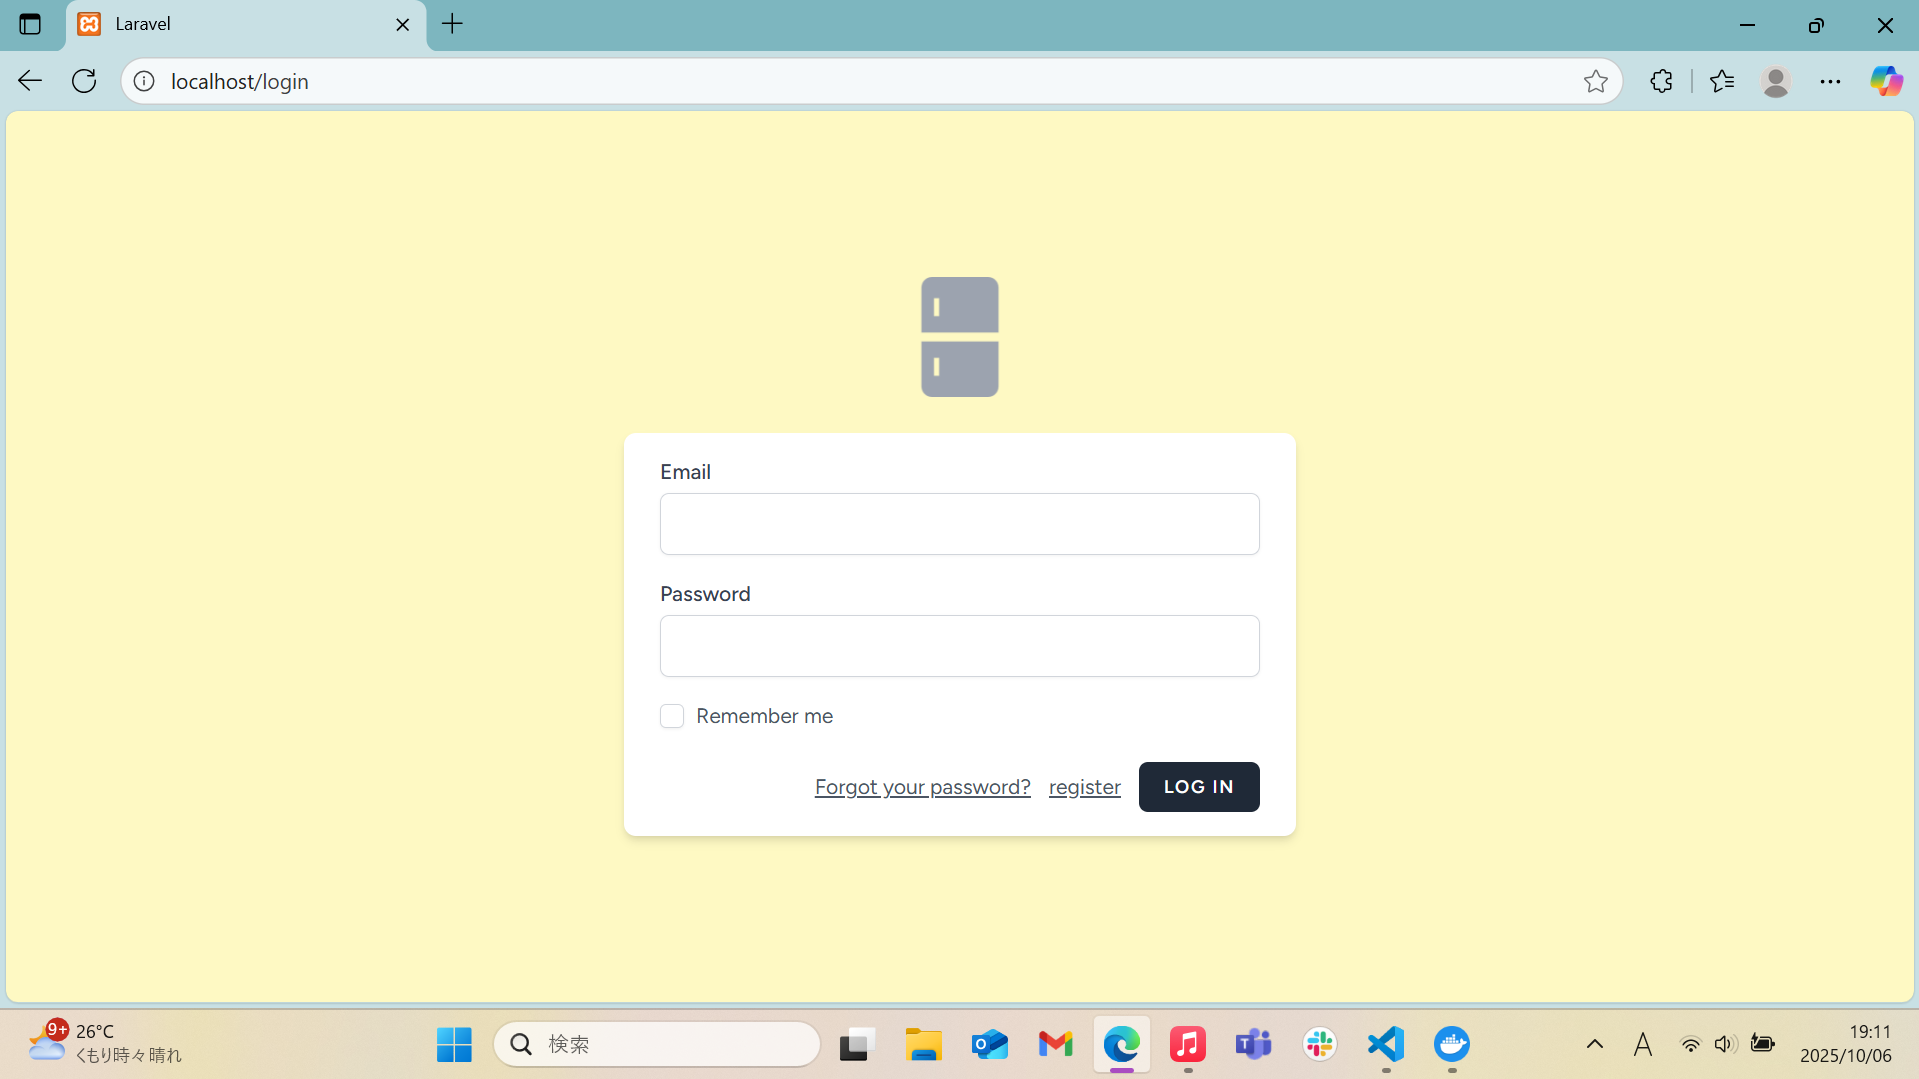 Laravel
localhost/login
Email
Password
Remember me
Forgot your password? register LOG IN
9+
26°C
くもり時々晴れ
検索
A
19:11
2025/10/06